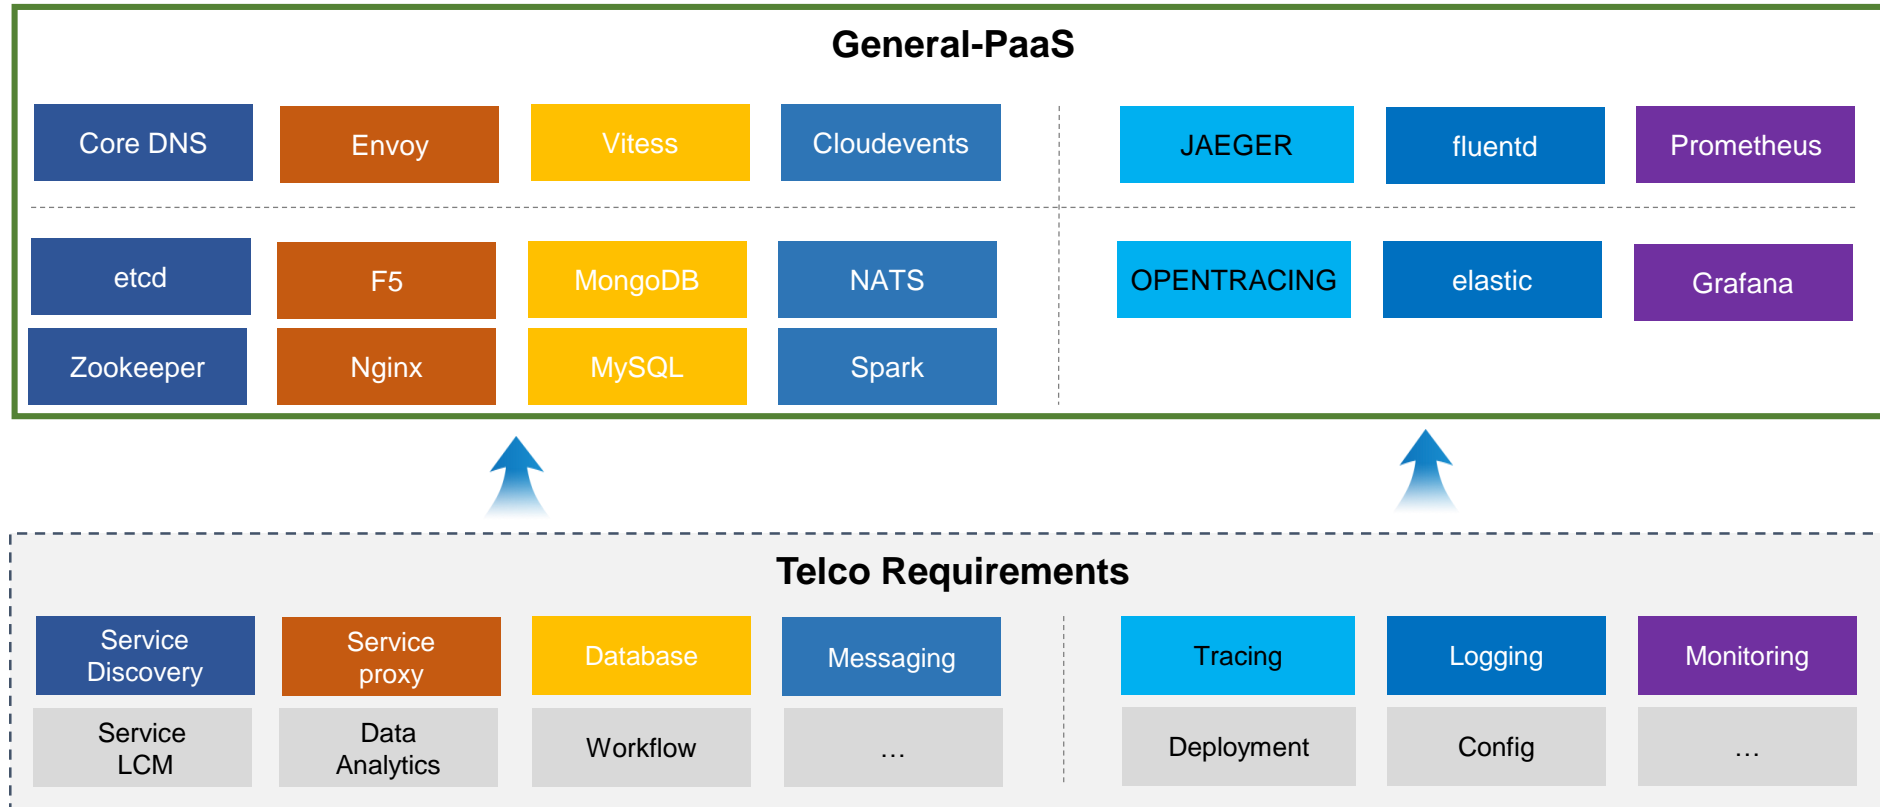 General-PaaS
Core DNS
Envoy
Vitess
Cloudevents
JAEGER
fluentd
Prometheus
etcd
F5
MongoDB
NATS
OPENTRACING
elastic
Grafana
Zookeeper
Nginx
MySQL
Spark
Telco Requirements
Service
Discovery
Service
proxy
Database
Messaging
Tracing
Logging
Monitoring
Service
LCM
Data
Analytics
Workflow
…
Deployment
Config
…